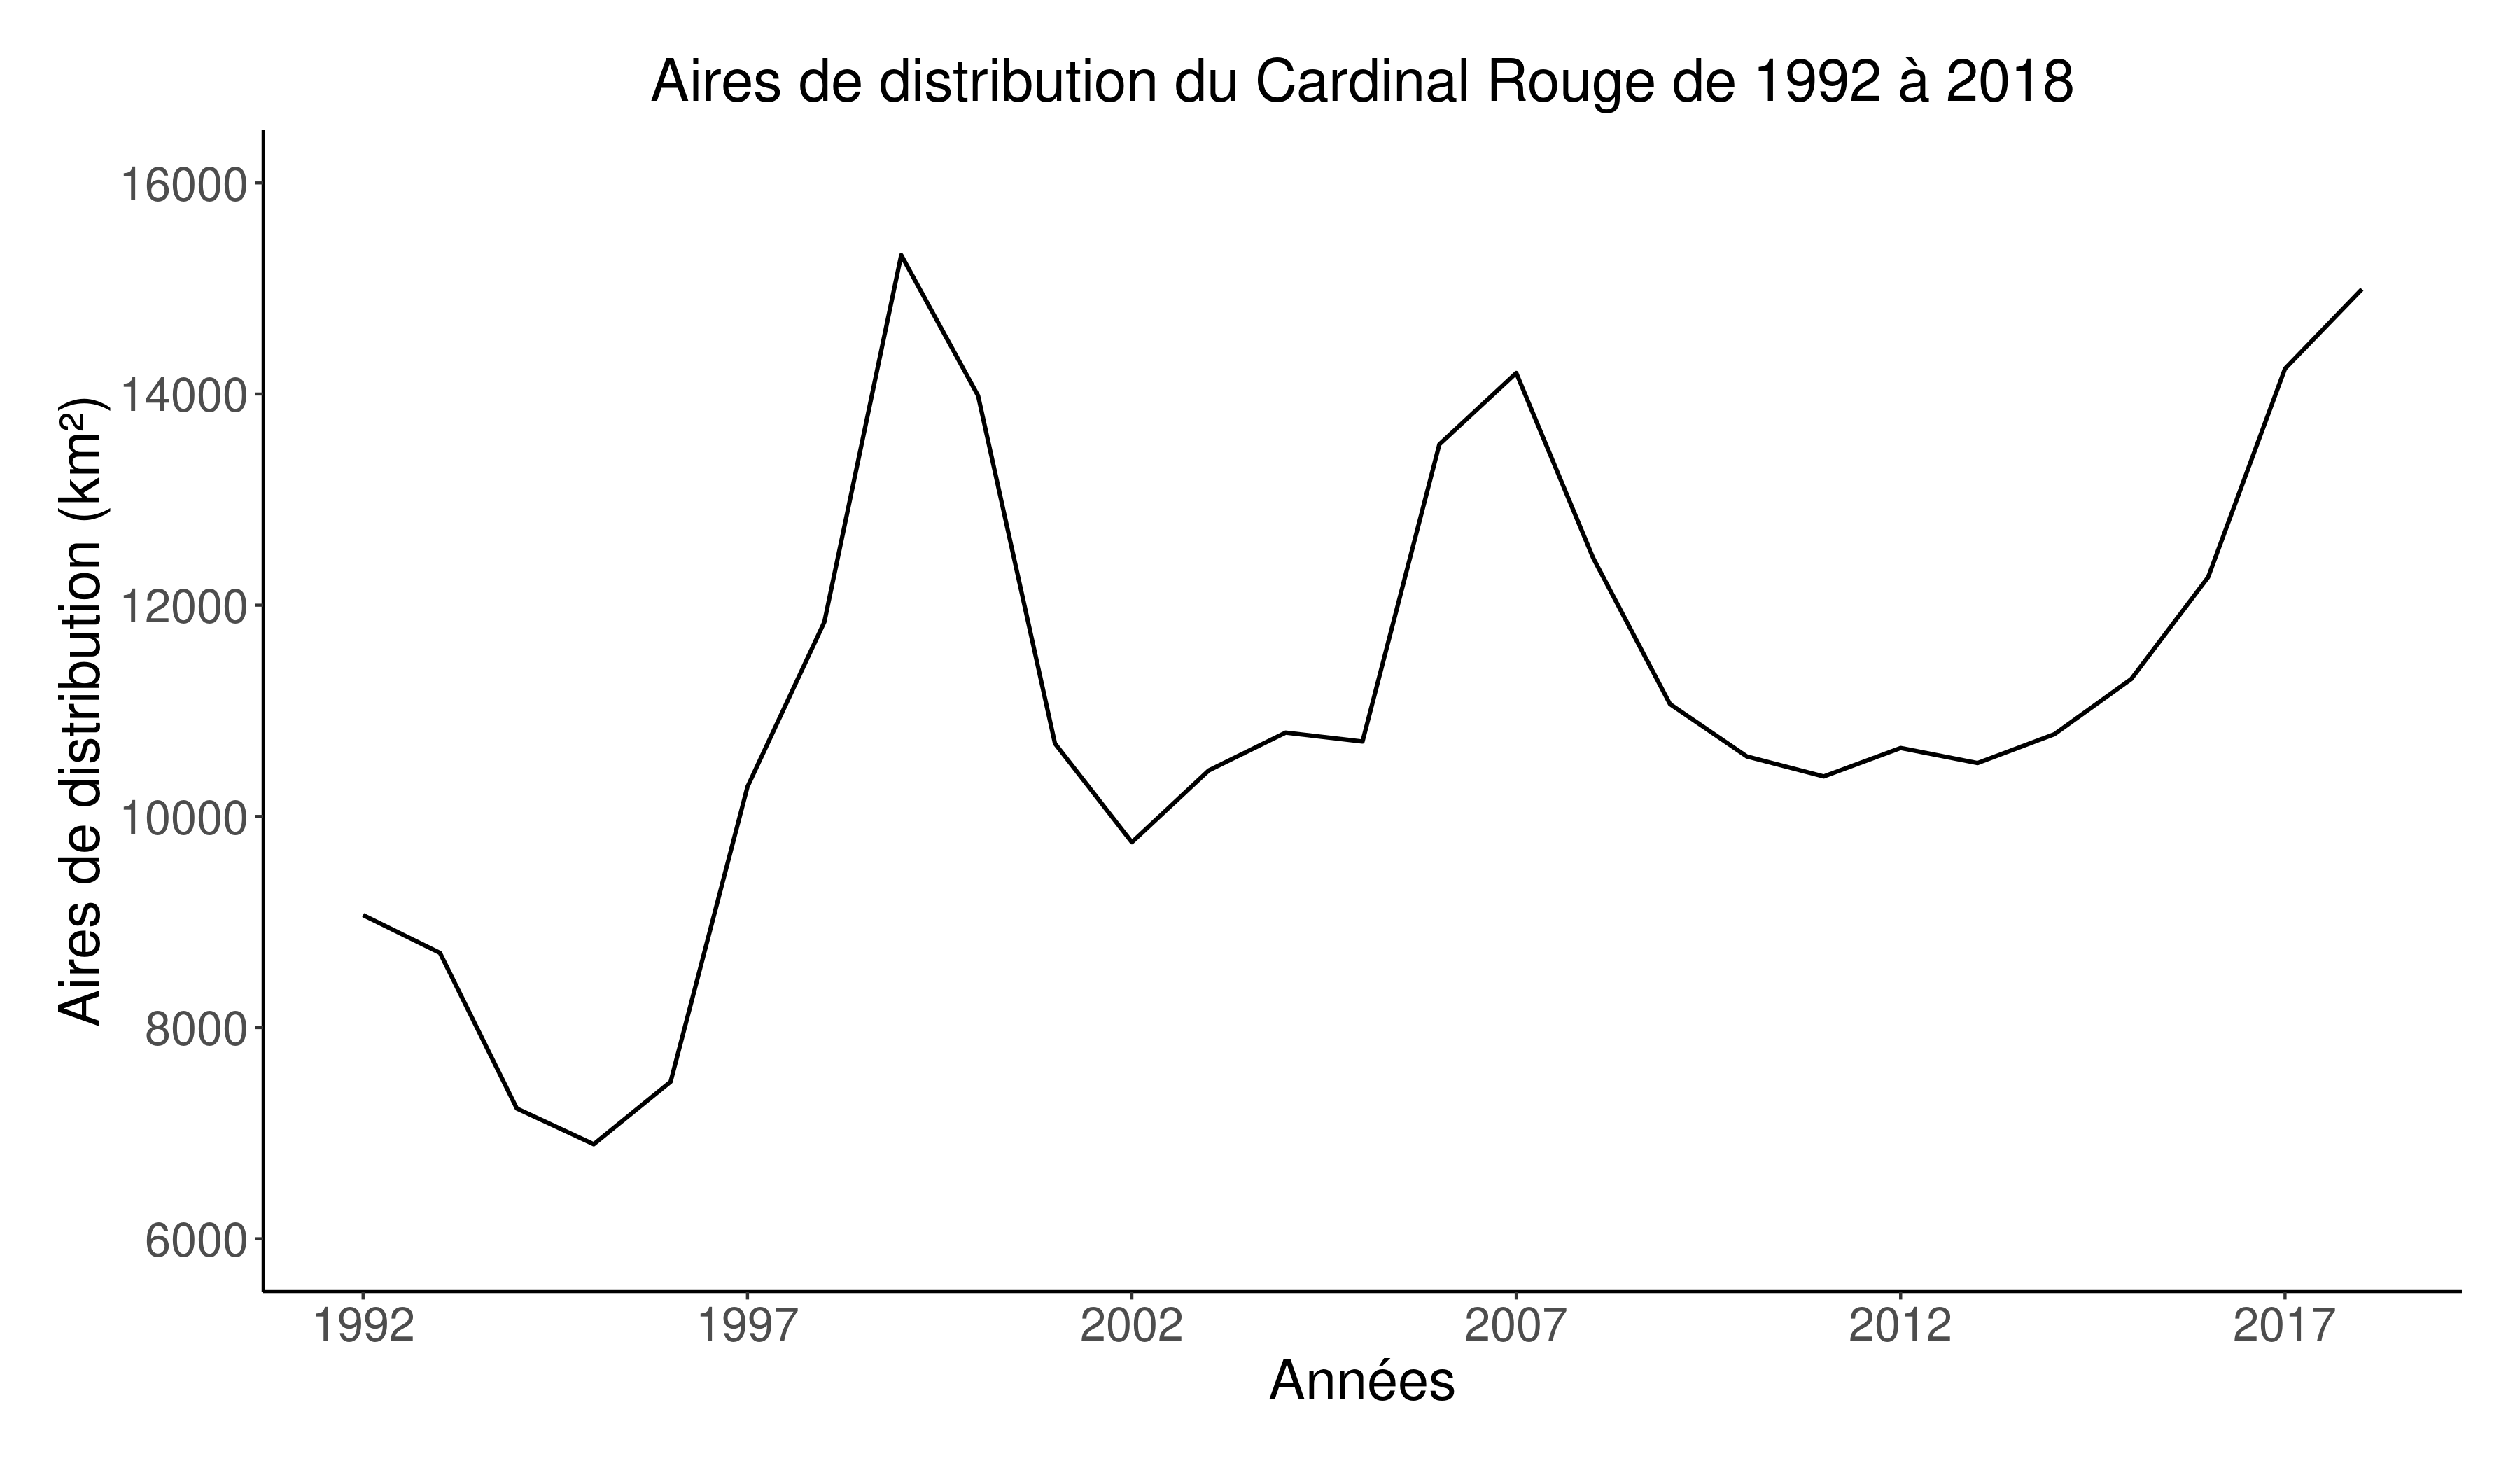 Aires de distribution du Cardinal Rouge de 1992 à 2018
Aires de distribution (km²)
16000
14000
12000
10000
8000
6000
1992 1997 2002 2007 2012 2017
Années